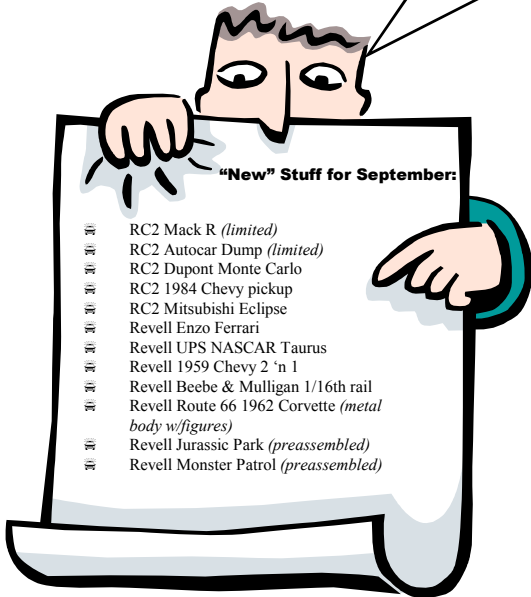 “New” Stuff for September:
RC2 Mack R (limited)
RC2 Autocar Dump (limited)
RC2 Dupont Monte Carlo
RC2 1984 Chevy pickup
RC2 Mitsubishi Eclipse
Revell Enzo Ferrari
Revell UPS NASCAR Taurus
Revell 1959 Chevy 2 ‘n 1
Revell Beebe & Mulligan 1/16th rail
Revell Route 66 1962 Corvette (metal
body w/figures)
Revell Jurassic Park (preassembled)
Revell Monster Patrol (preassembled)